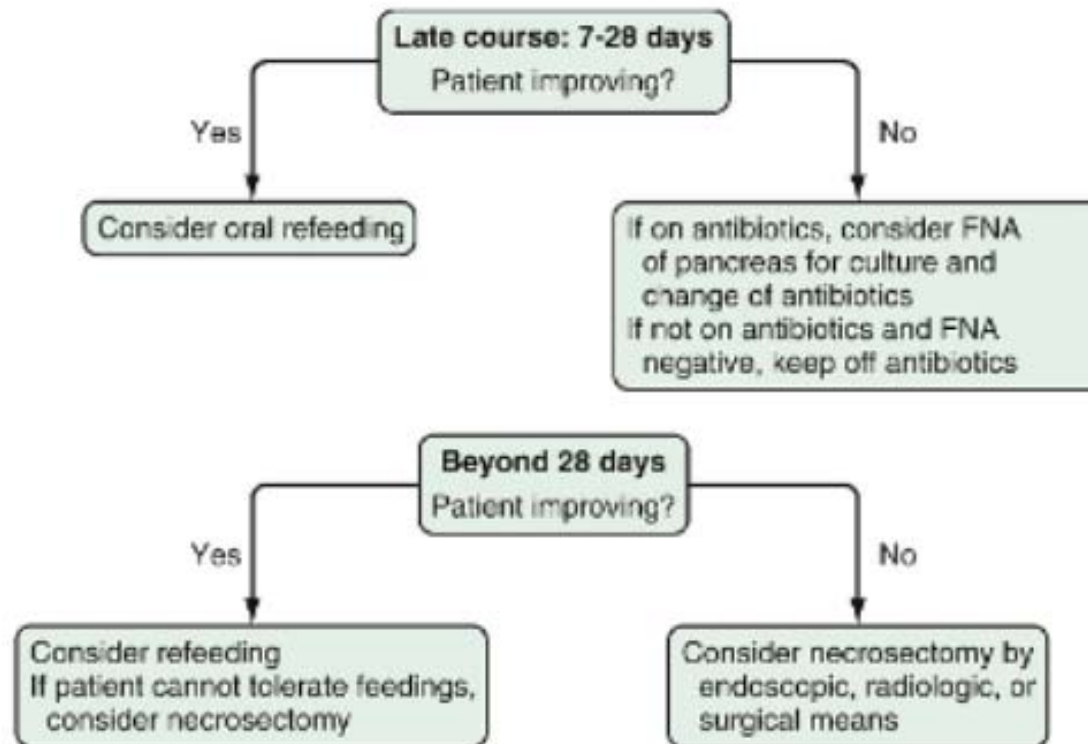 Late course: 7-28 days
Patient improving?
Yes
No
Consider oral refeeding
If on antibiotics, consider FNA
of pancreas for culture and
change of antibiotics
If not on antibiotics and FNA
negative, keep off antibiotics
Beyond 28 days
Patient improving?
Yes
No
Consider refeeding
If patient cannot tolerate feedings,
consider necrosectomy
Consider necrosectomy by
endoscopic, radiologic, or
surgical means